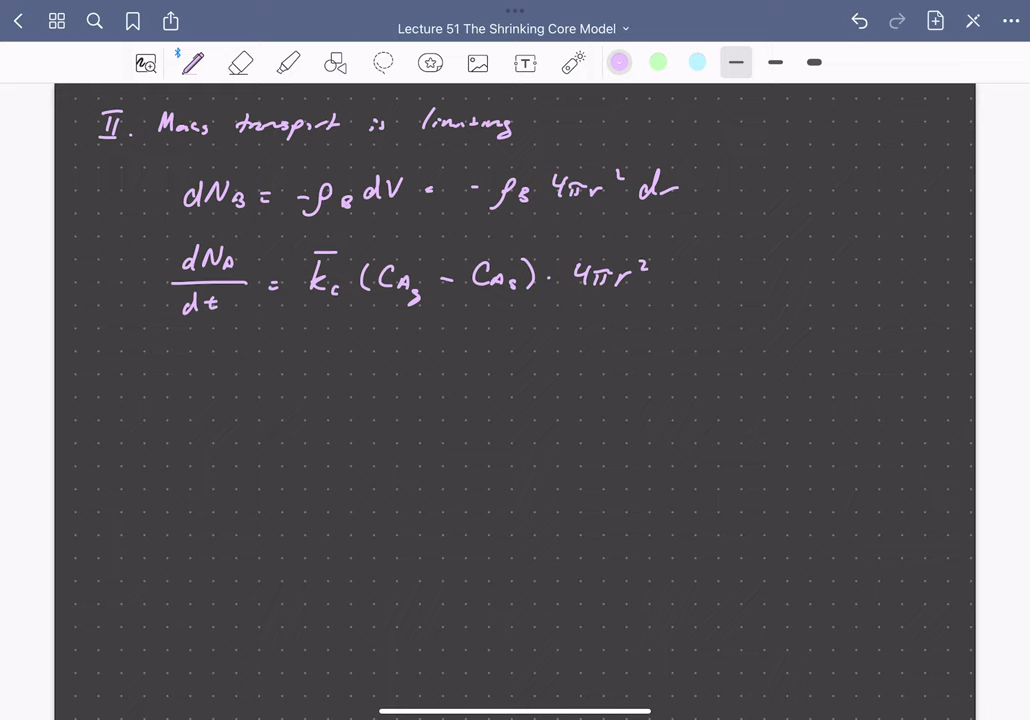 Lecture 51 The Shrinking Core Model
II. Mass transport is limiting
dN_B = -ρ_B dV = - ρ_B 4πr² dr
dN_A/dt = k̅_c (C_Ag - C_As) · 4πr²